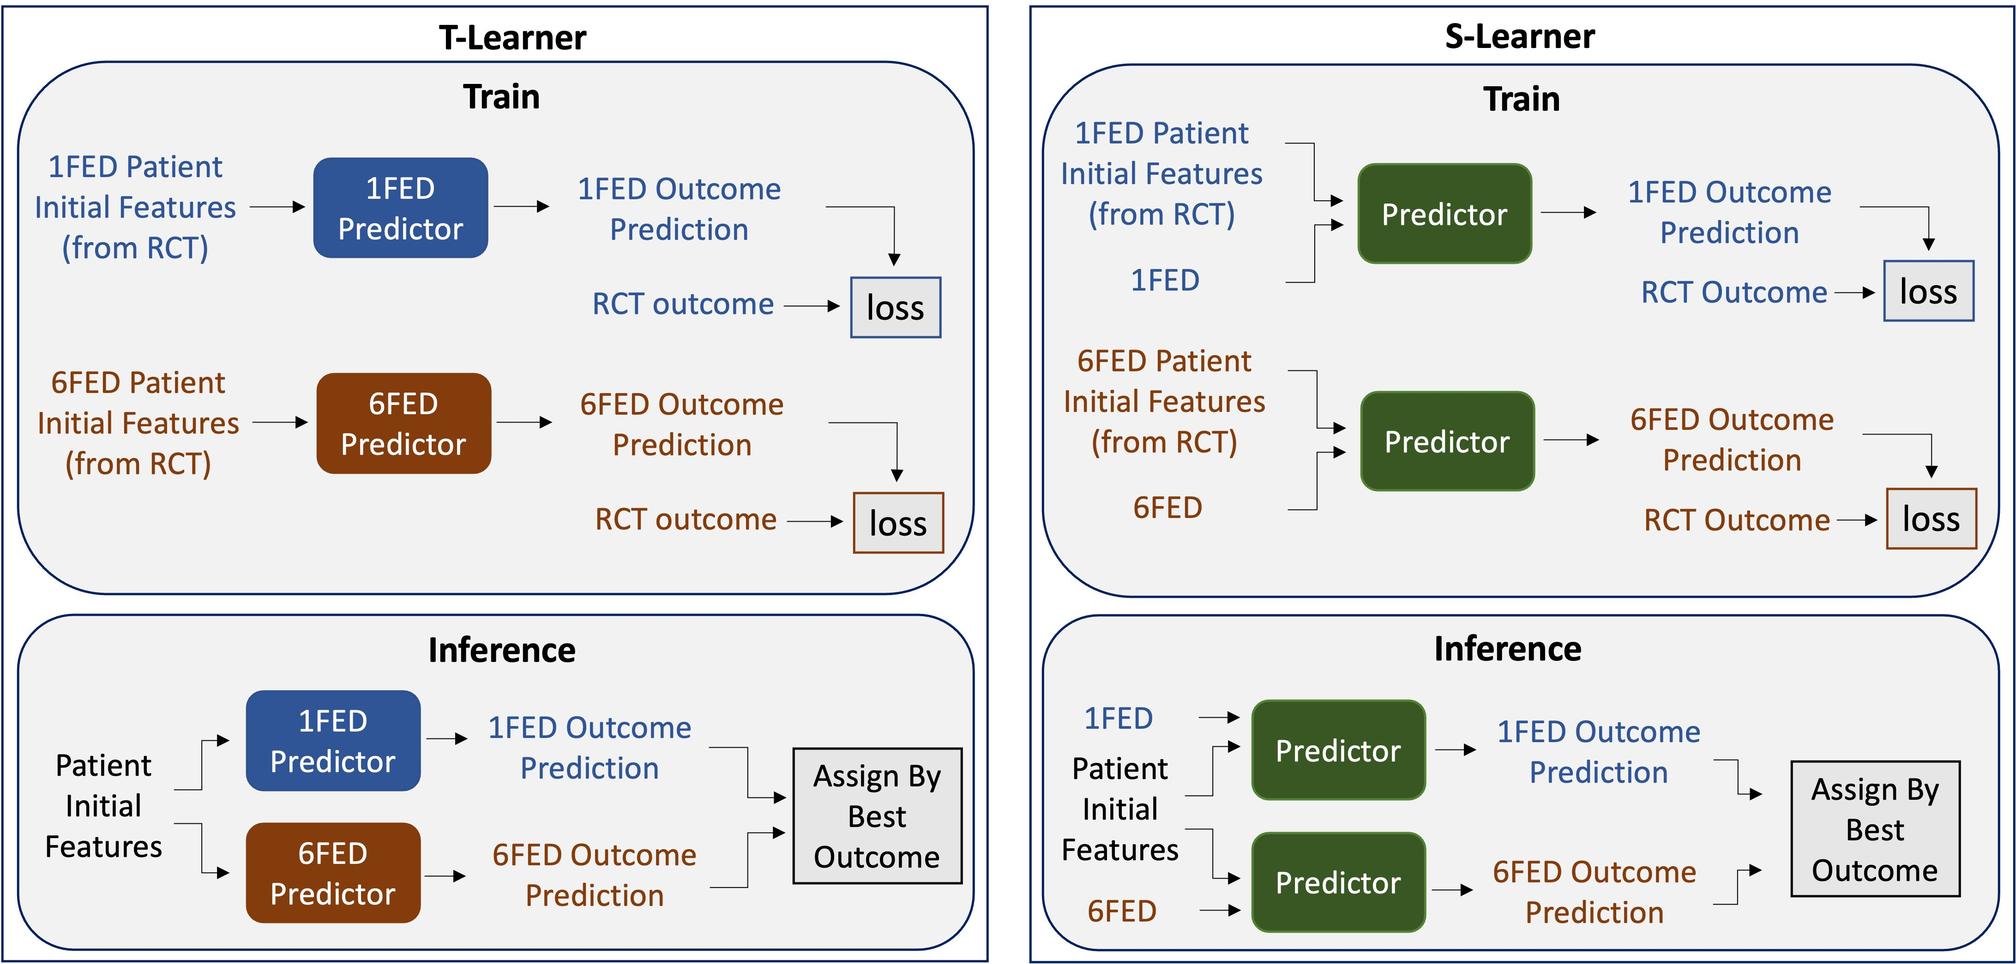 T-Learner
Train
1FED Patient
Initial Features
(from RCT)
1FED
Predictor
1FED Outcome
Prediction
RCT outcome
loss
6FED Patient
Initial Features
(from RCT)
6FED
Predictor
6FED Outcome
Prediction
RCT outcome
loss
Inference
Patient
Initial
Features
1FED
Predictor
1FED Outcome
Prediction
6FED
Predictor
6FED Outcome
Prediction
Assign By
Best
Outcome
S-Learner
Train
1FED Patient
Initial Features
(from RCT)
1FED
Predictor
1FED Outcome
Prediction
RCT Outcome
loss
6FED Patient
Initial Features
(from RCT)
6FED
Predictor
6FED Outcome
Prediction
RCT Outcome
loss
Inference
1FED
Patient
Initial
Features
6FED
Predictor
1FED Outcome
Prediction
Predictor
6FED Outcome
Prediction
Assign By
Best
Outcome